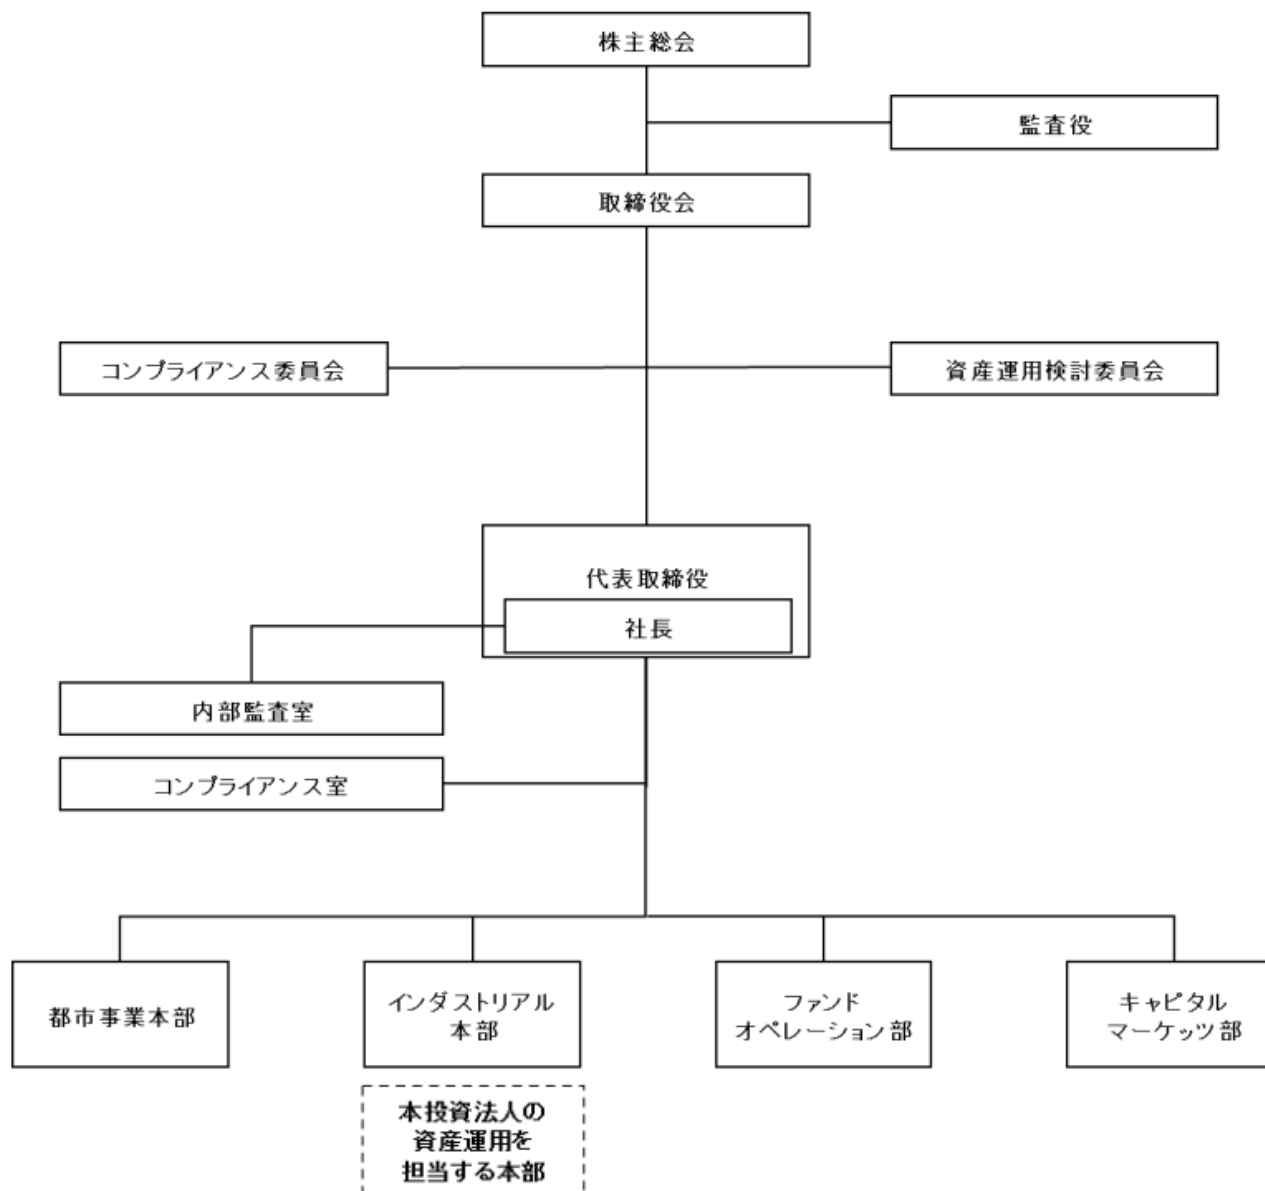 株主総会
監査役
取締役会
コンプライアンス委員会
資産運用検討委員会
代表取締役
社長
内部監査室
コンプライアンス室
都市事業本部
インダストリアル
本部
ファンド
オペレーション部
キャピタル
マーケッツ部
本投資法人の
資産運用を
担当する本部